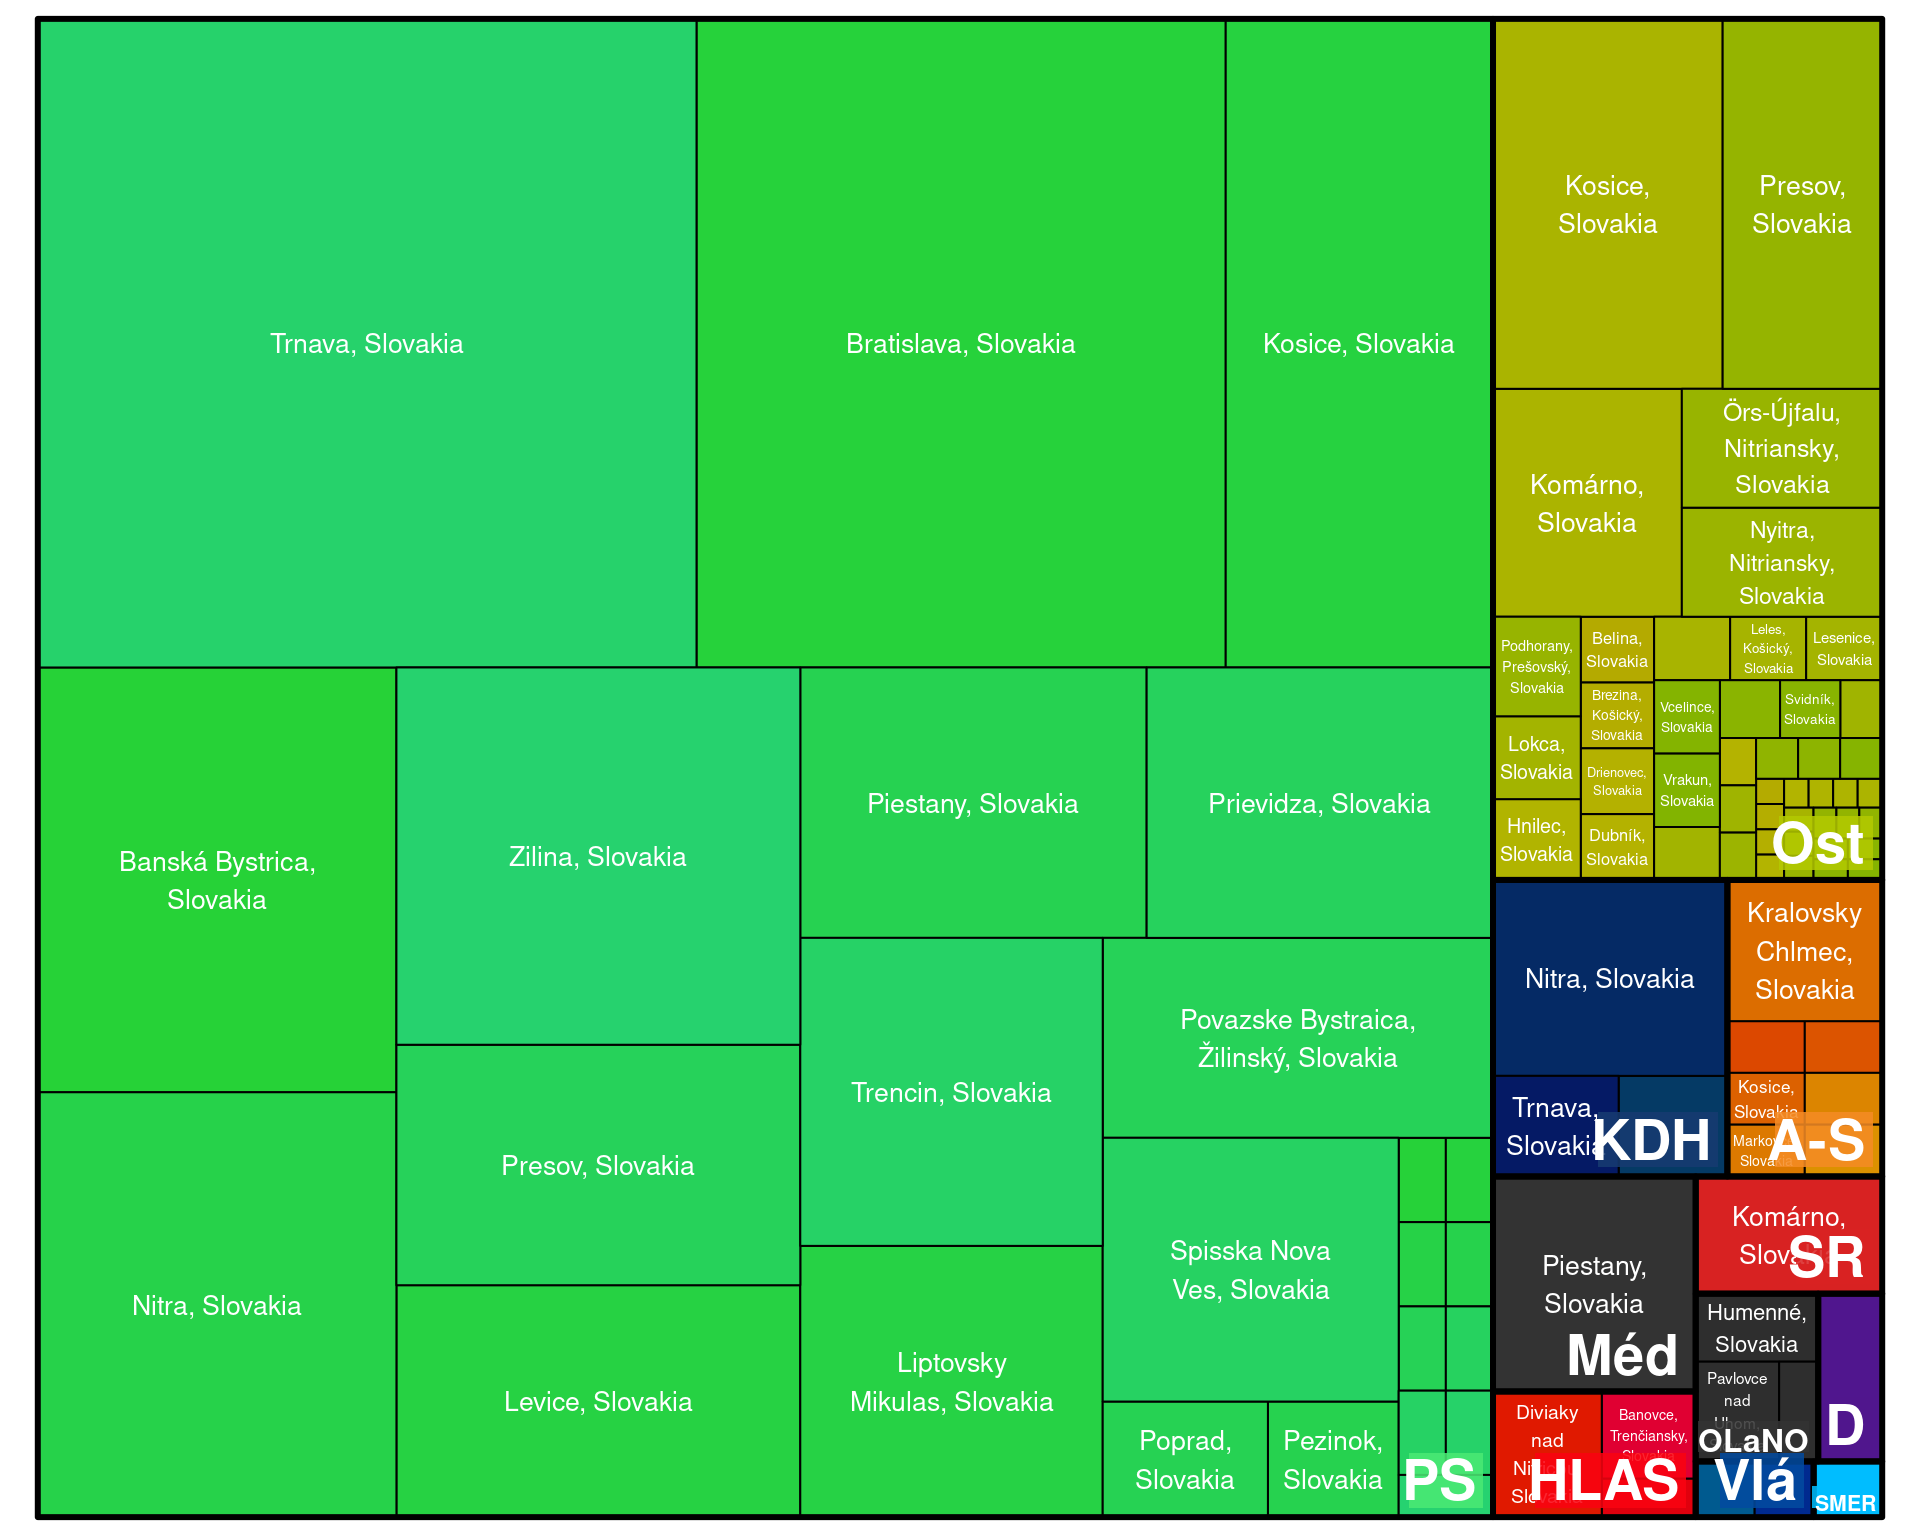 Trnava, Slovakia
Bratislava, Slovakia
Kosice, Slovakia
Banská Bystrica,
Slovakia
Zilina, Slovakia
Piestany, Slovakia
Prievidza, Slovakia
Nitra, Slovakia
Presov, Slovakia
Levice, Slovakia
Trencin, Slovakia
Liptovsky
Mikulas, Slovakia
Povazske Bystraica,
Žilinský, Slovakia
Spisska Nova
Ves, Slovakia
Poprad,
Slovakia
Pezinok,
Slovakia
PS
Kosice,
Slovakia
Presov,
Slovakia
Komárno,
Slovakia
Örs-Újfalu,
Nitriansky,
Slovakia
Nyitra,
Nitriansky,
Slovakia
Podhorany,
Prešovský,
Slovakia
Lokca,
Slovakia
Hnilec,
Slovakia
Belina,
Slovakia
Brezina,
Košický,
Slovakia
Drienovec,
Slovakia
Dubník,
Slovakia
Leles,
Košický,
Slovakia
Lesenice,
Slovakia
Vcelince,
Slovakia
Svidník,
Slovakia
Vrakun,
Slovakia
Ost
Nitra, Slovakia
Trnava,
Slovakia
KDH
Kralovsky
Chlmec,
Slovakia
Kosice,
Slovakia
Slovakia
A-S
Piestany,
Slovakia
Méd
Komárno,
Slovakia
SR
Humenné,
Slovakia
Pavlovce
nad
Uhom,
OLaNO
D
Diviaky
nad
HLAS
Banovce,
Trenčiansky,
Slovakia
Vlá
SMER